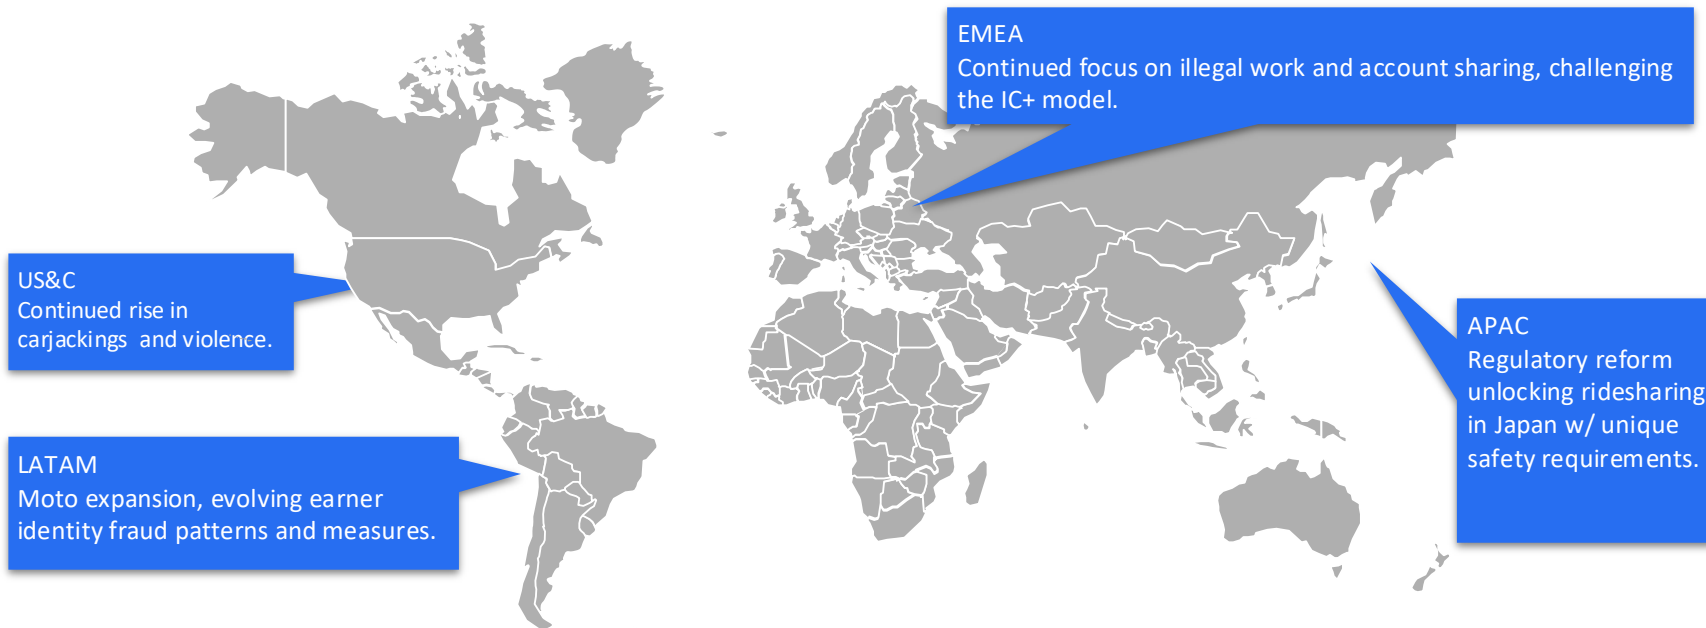 EMEA
Continued focus on illegal work and account sharing, challenging
the IC+ model.
US&C
Continued rise in
carjackings and violence.
APAC
Regulatory reform
unlocking ridesharing
in Japan w/ unique
safety requirements.
LATAM
Moto expansion, evolving earner
identity fraud patterns and measures.